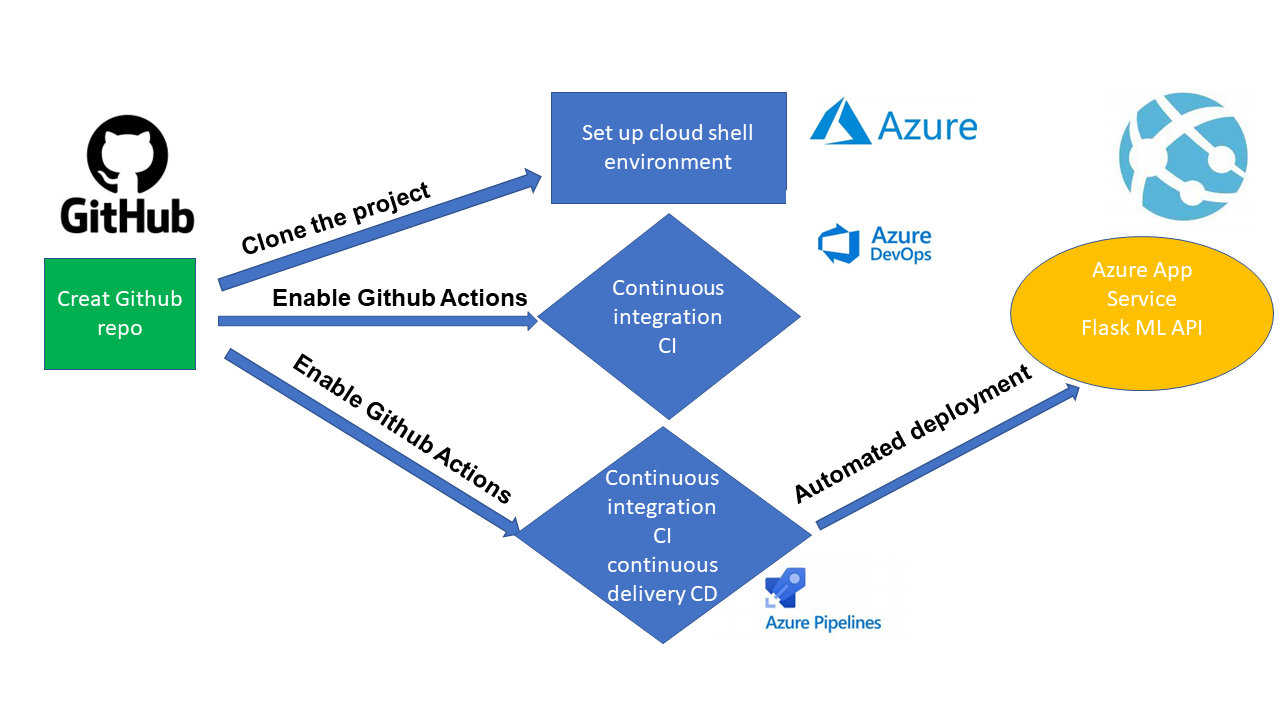 GitHub
Creat Github
repo
Clone the project
Enable Github Actions
Enable Github Actions
Set up cloud shell
environment
Azure
Continuous
integration
CI
Azure
DevOps
Continuous
integration
CI
continuous
delivery CD
Azure Pipelines
Automated deployment
Azure App
Service
Flask ML API